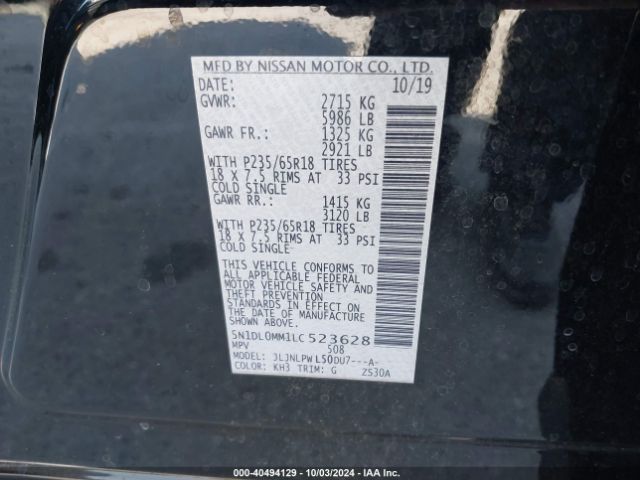 MFD BY NISSAN MOTOR CO., LTD.
DATE: 10/19
GVWR: 2715 KG
5986 LB
GAWR FR.: 1325 KG
2921 LB
WITH P235/65R18 TIRES
18 X 7.5 RIMS AT 33 PSI
COLD SINGLE
GAWR RR.: 1415 KG
3120 LB
WITH P235/65R18 TIRES
18 X 7.5 RIMS AT 33 PSI
COLD SINGLE
THIS VEHICLE CONFORMS TO
ALL APPLICABLE FEDERAL
MOTOR VEHICLE SAFETY AND
THEFT PREVENTION
STANDARDS IN EFFECT ON
THE DATE OF MANUFACTURE
SHOWN ABOVE.
5N1DL0MM1LC523628
MPV 508
MODEL: JLJNLPWL50DU7---A-
COLOR: KH3 TRIM: G ZS30A
000-40494129 - 10/03/2024 - IAA Inc.